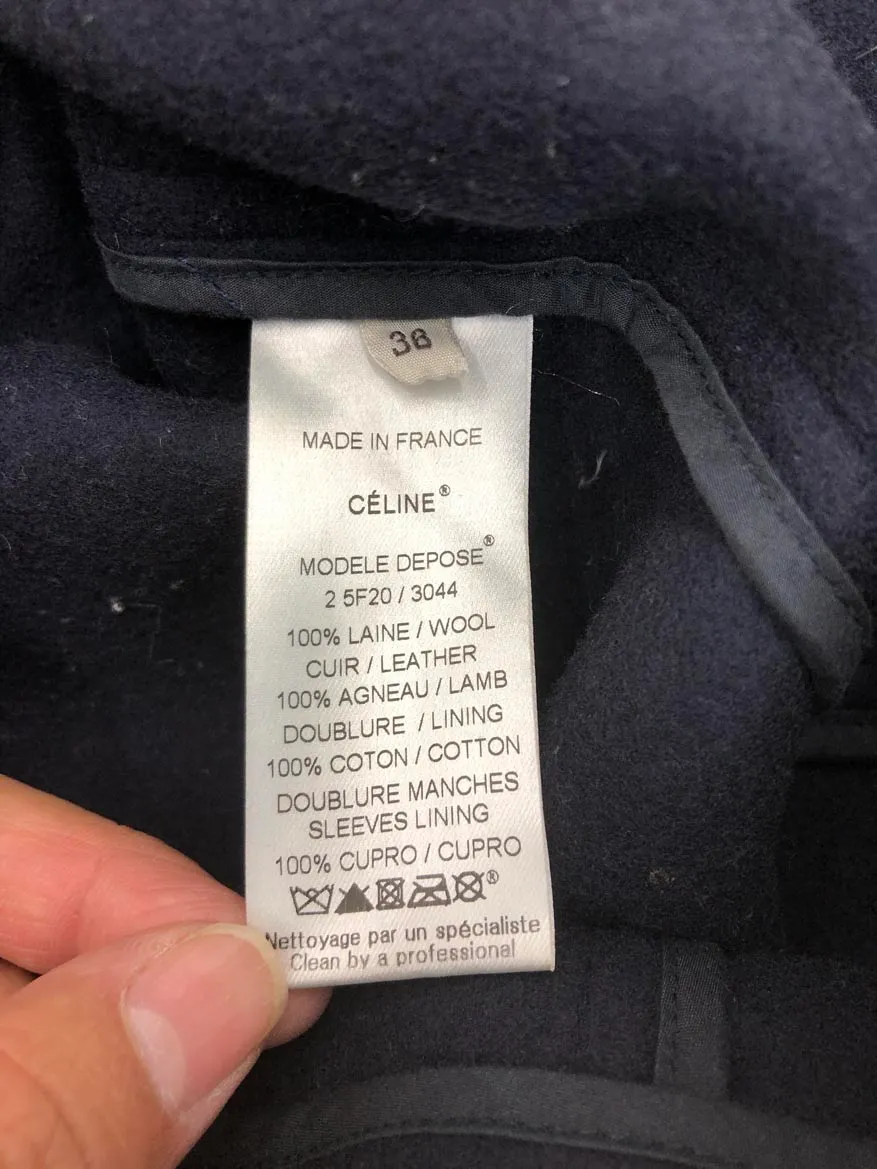 38
MADE IN FRANCE
CÉLINE®
MODELE DEPOSE®
2 5F20 / 3044
100% LAINE / WOOL
CUIR / LEATHER
100% AGNEAU / LAMB
DOUBLURE / LINING
100% COTON / COTTON
DOUBLURE MANCHES
SLEEVES LINING
100% CUPRO / CUPRO
®
Nettoyage par un spécialiste
Clean by a professional